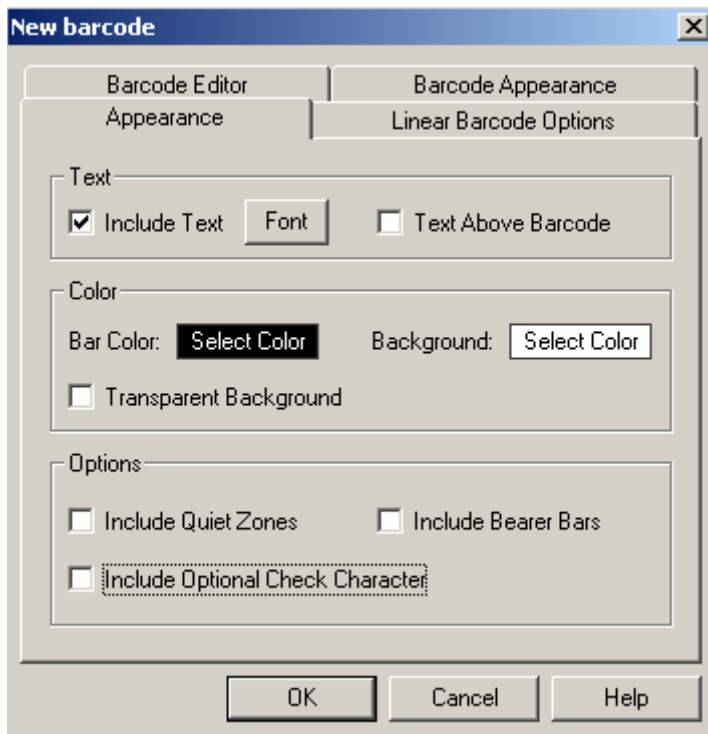 New barcode
Barcode Editor Barcode Appearance
Appearance Linear Barcode Options
Text
Include Text Font Text Above Barcode
Color
Bar Color: Select Color Background: Select Color
Transparent Background
Options
Include Quiet Zones Include Bearer Bars
Include Optional Check Character
OK Cancel Help